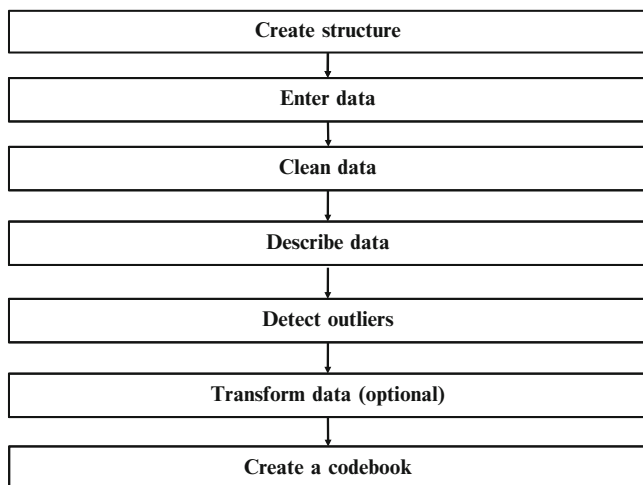 Create structure
Enter data
Clean data
Describe data
Detect outliers
Transform data (optional)
Create a codebook